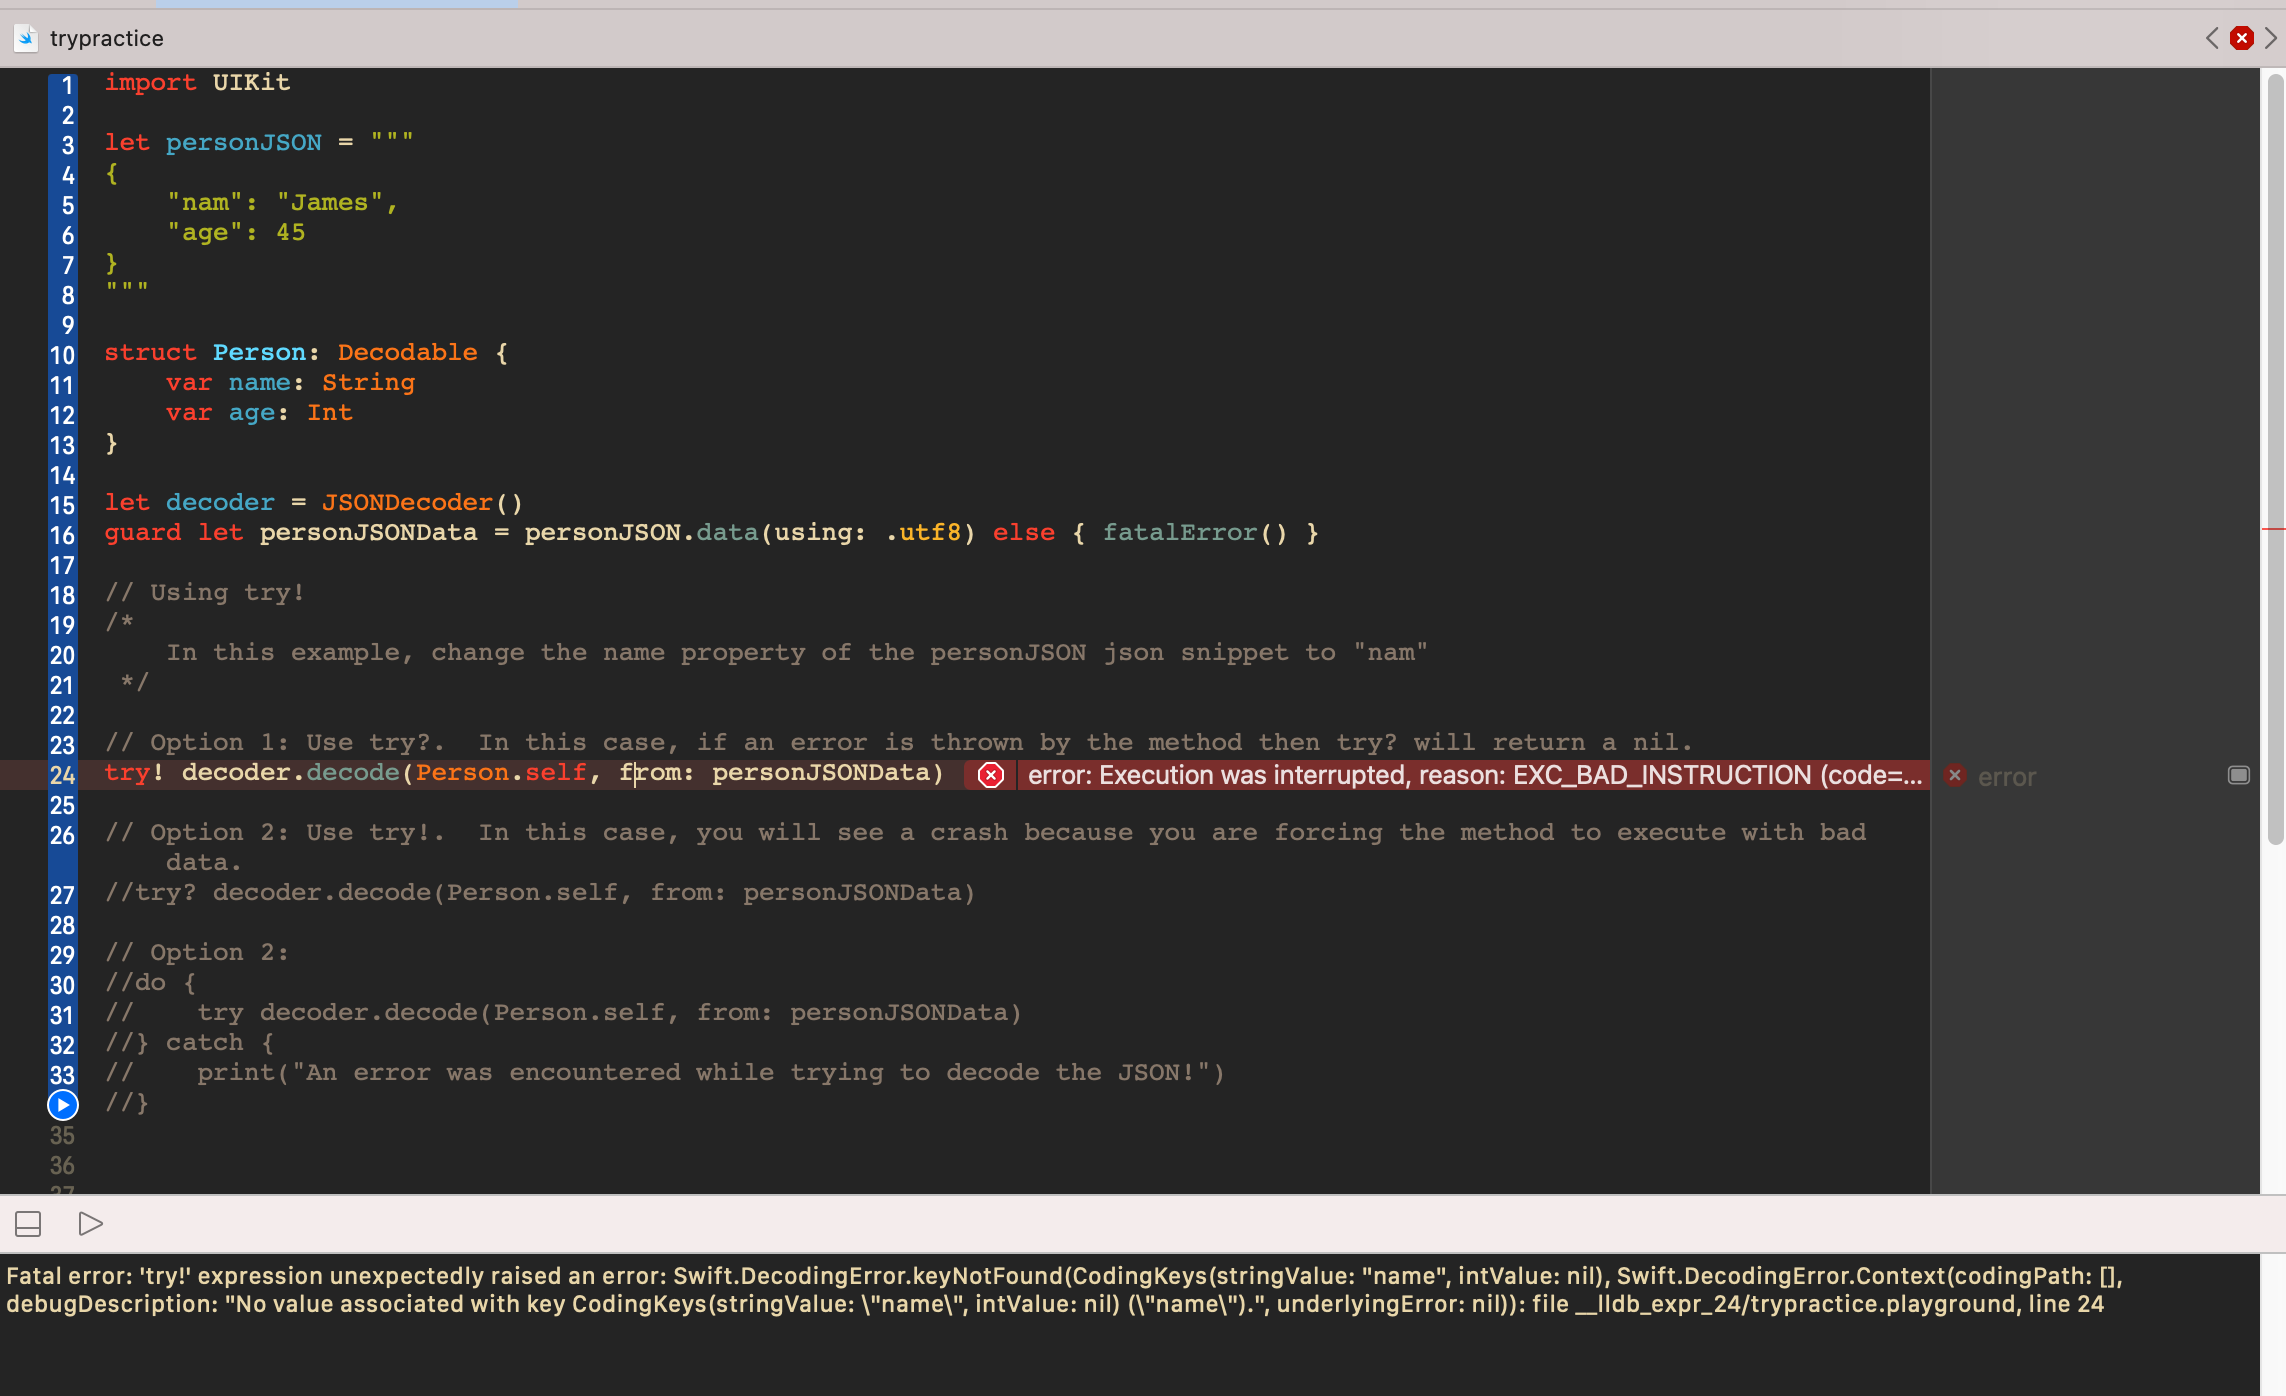 trypractice
1 import UIKit
2
3 let personJSON = """
4 {
5     "nam": "James",
6     "age": 45
7 }
8 """
9
10 struct Person: Decodable {
11     var name: String
12     var age: Int
13 }
14
15 let decoder = JSONDecoder()
16 guard let personJSONData = personJSON.data(using: .utf8) else { fatalError() }
17
18 // Using try!
19 /*
20     In this example, change the name property of the personJSON json snippet to "nam"
21  */
22
23 // Option 1: Use try?.  In this case, if an error is thrown by the method then try? will return a nil.
24 try! decoder.decode(Person.self, from: personJSONData) error: Execution was interrupted, reason: EXC_BAD_INSTRUCTION (code=... error
25
26 // Option 2: Use try!.  In this case, you will see a crash because you are forcing the method to execute with bad
data.
27 //try? decoder.decode(Person.self, from: personJSONData)
28
29 // Option 2:
30 //do {
31 //    try decoder.decode(Person.self, from: personJSONData)
32 //} catch {
33 //    print("An error was encountered while trying to decode the JSON!")
//}
35
36
37
Fatal error: 'try!' expression unexpectedly raised an error: Swift.DecodingError.keyNotFound(CodingKeys(stringValue: "name", intValue: nil), Swift.DecodingError.Context(codingPath: [],
debugDescription: "No value associated with key CodingKeys(stringValue: \"name\", intValue: nil) (\"name\").", underlyingError: nil)): file __lldb_expr_24/trypractice.playground, line 24